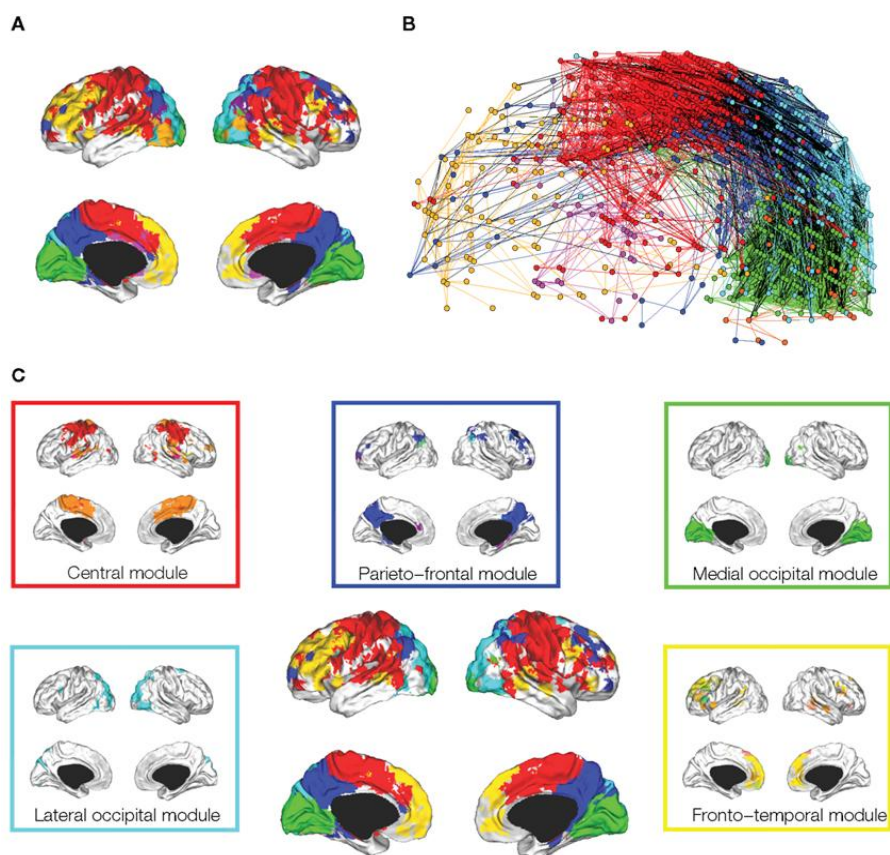 A
B
C
Central module
Parieto–frontal module
Medial occipital module
Lateral occipital module
Fronto–temporal module